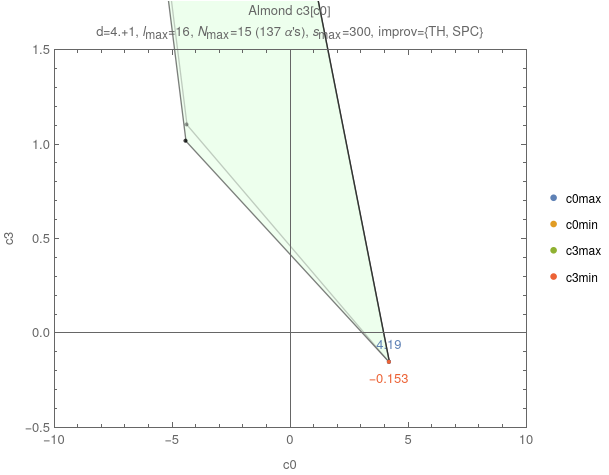 Almond c3[c0]
d=4.+1, lmax=16, Nmax=15 (137 α's), smax=300, improv={TH, SPC}
1.5
1.0
c0max
c0min
0.5
c3
c3max
c3min
0.0
4.19
−0.153
−0.5
−10
−5
0
5
10
c0